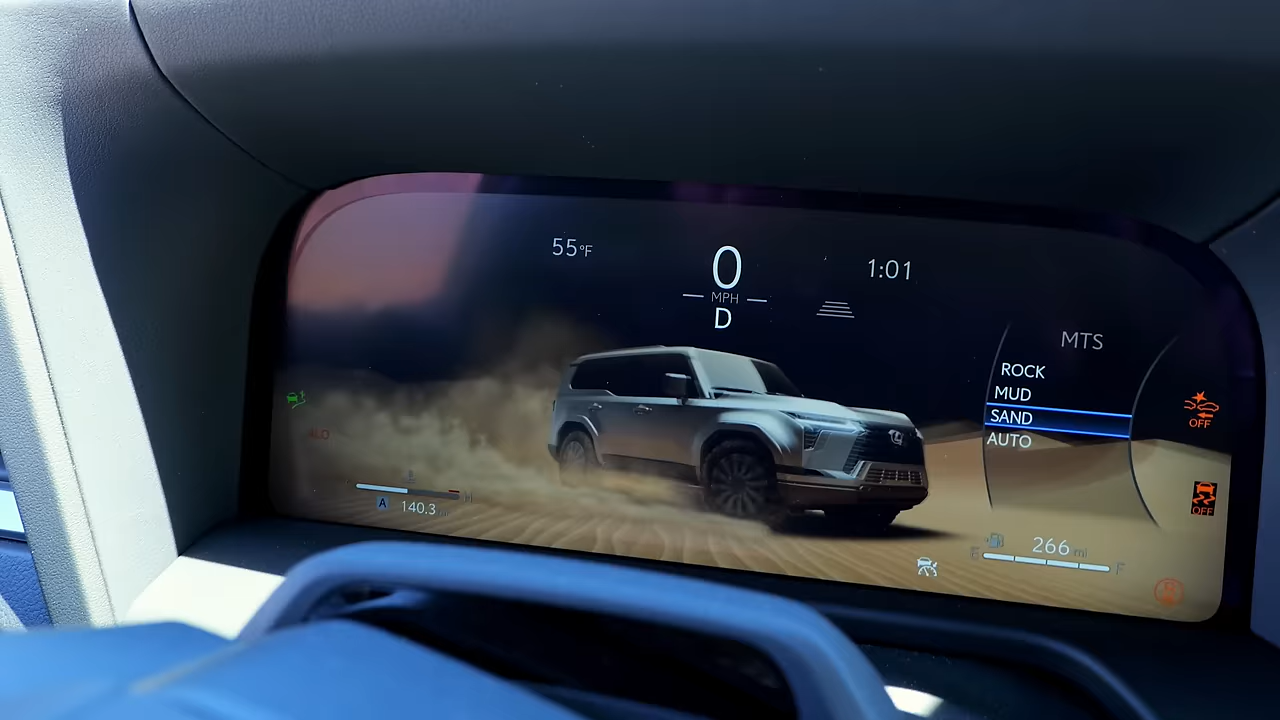 55°F
0
MPH
D
1:01
MTS
ROCK
MUD
SAND
AUTO
OFF
OFF
H
A 140.3
266 mi
E
F